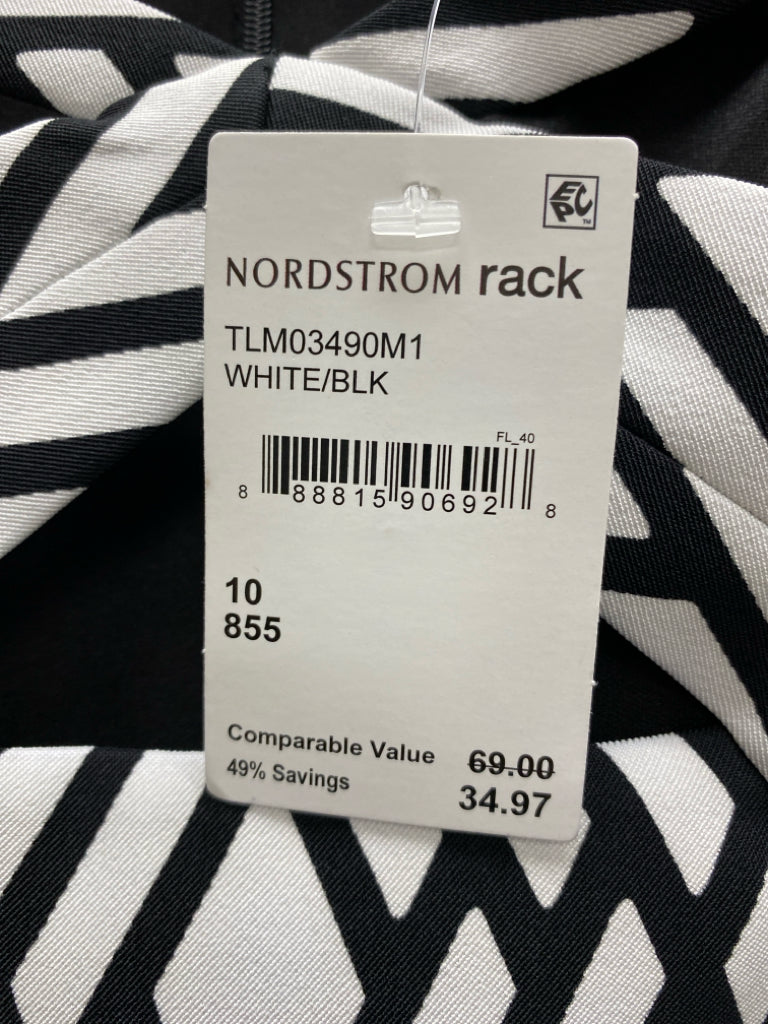 EPC™
NORDSTROM rack
TLM03490M1
WHITE/BLK
FL_40
8 88815 90692 8
10
855
Comparable Value 69.00
49% Savings 34.97